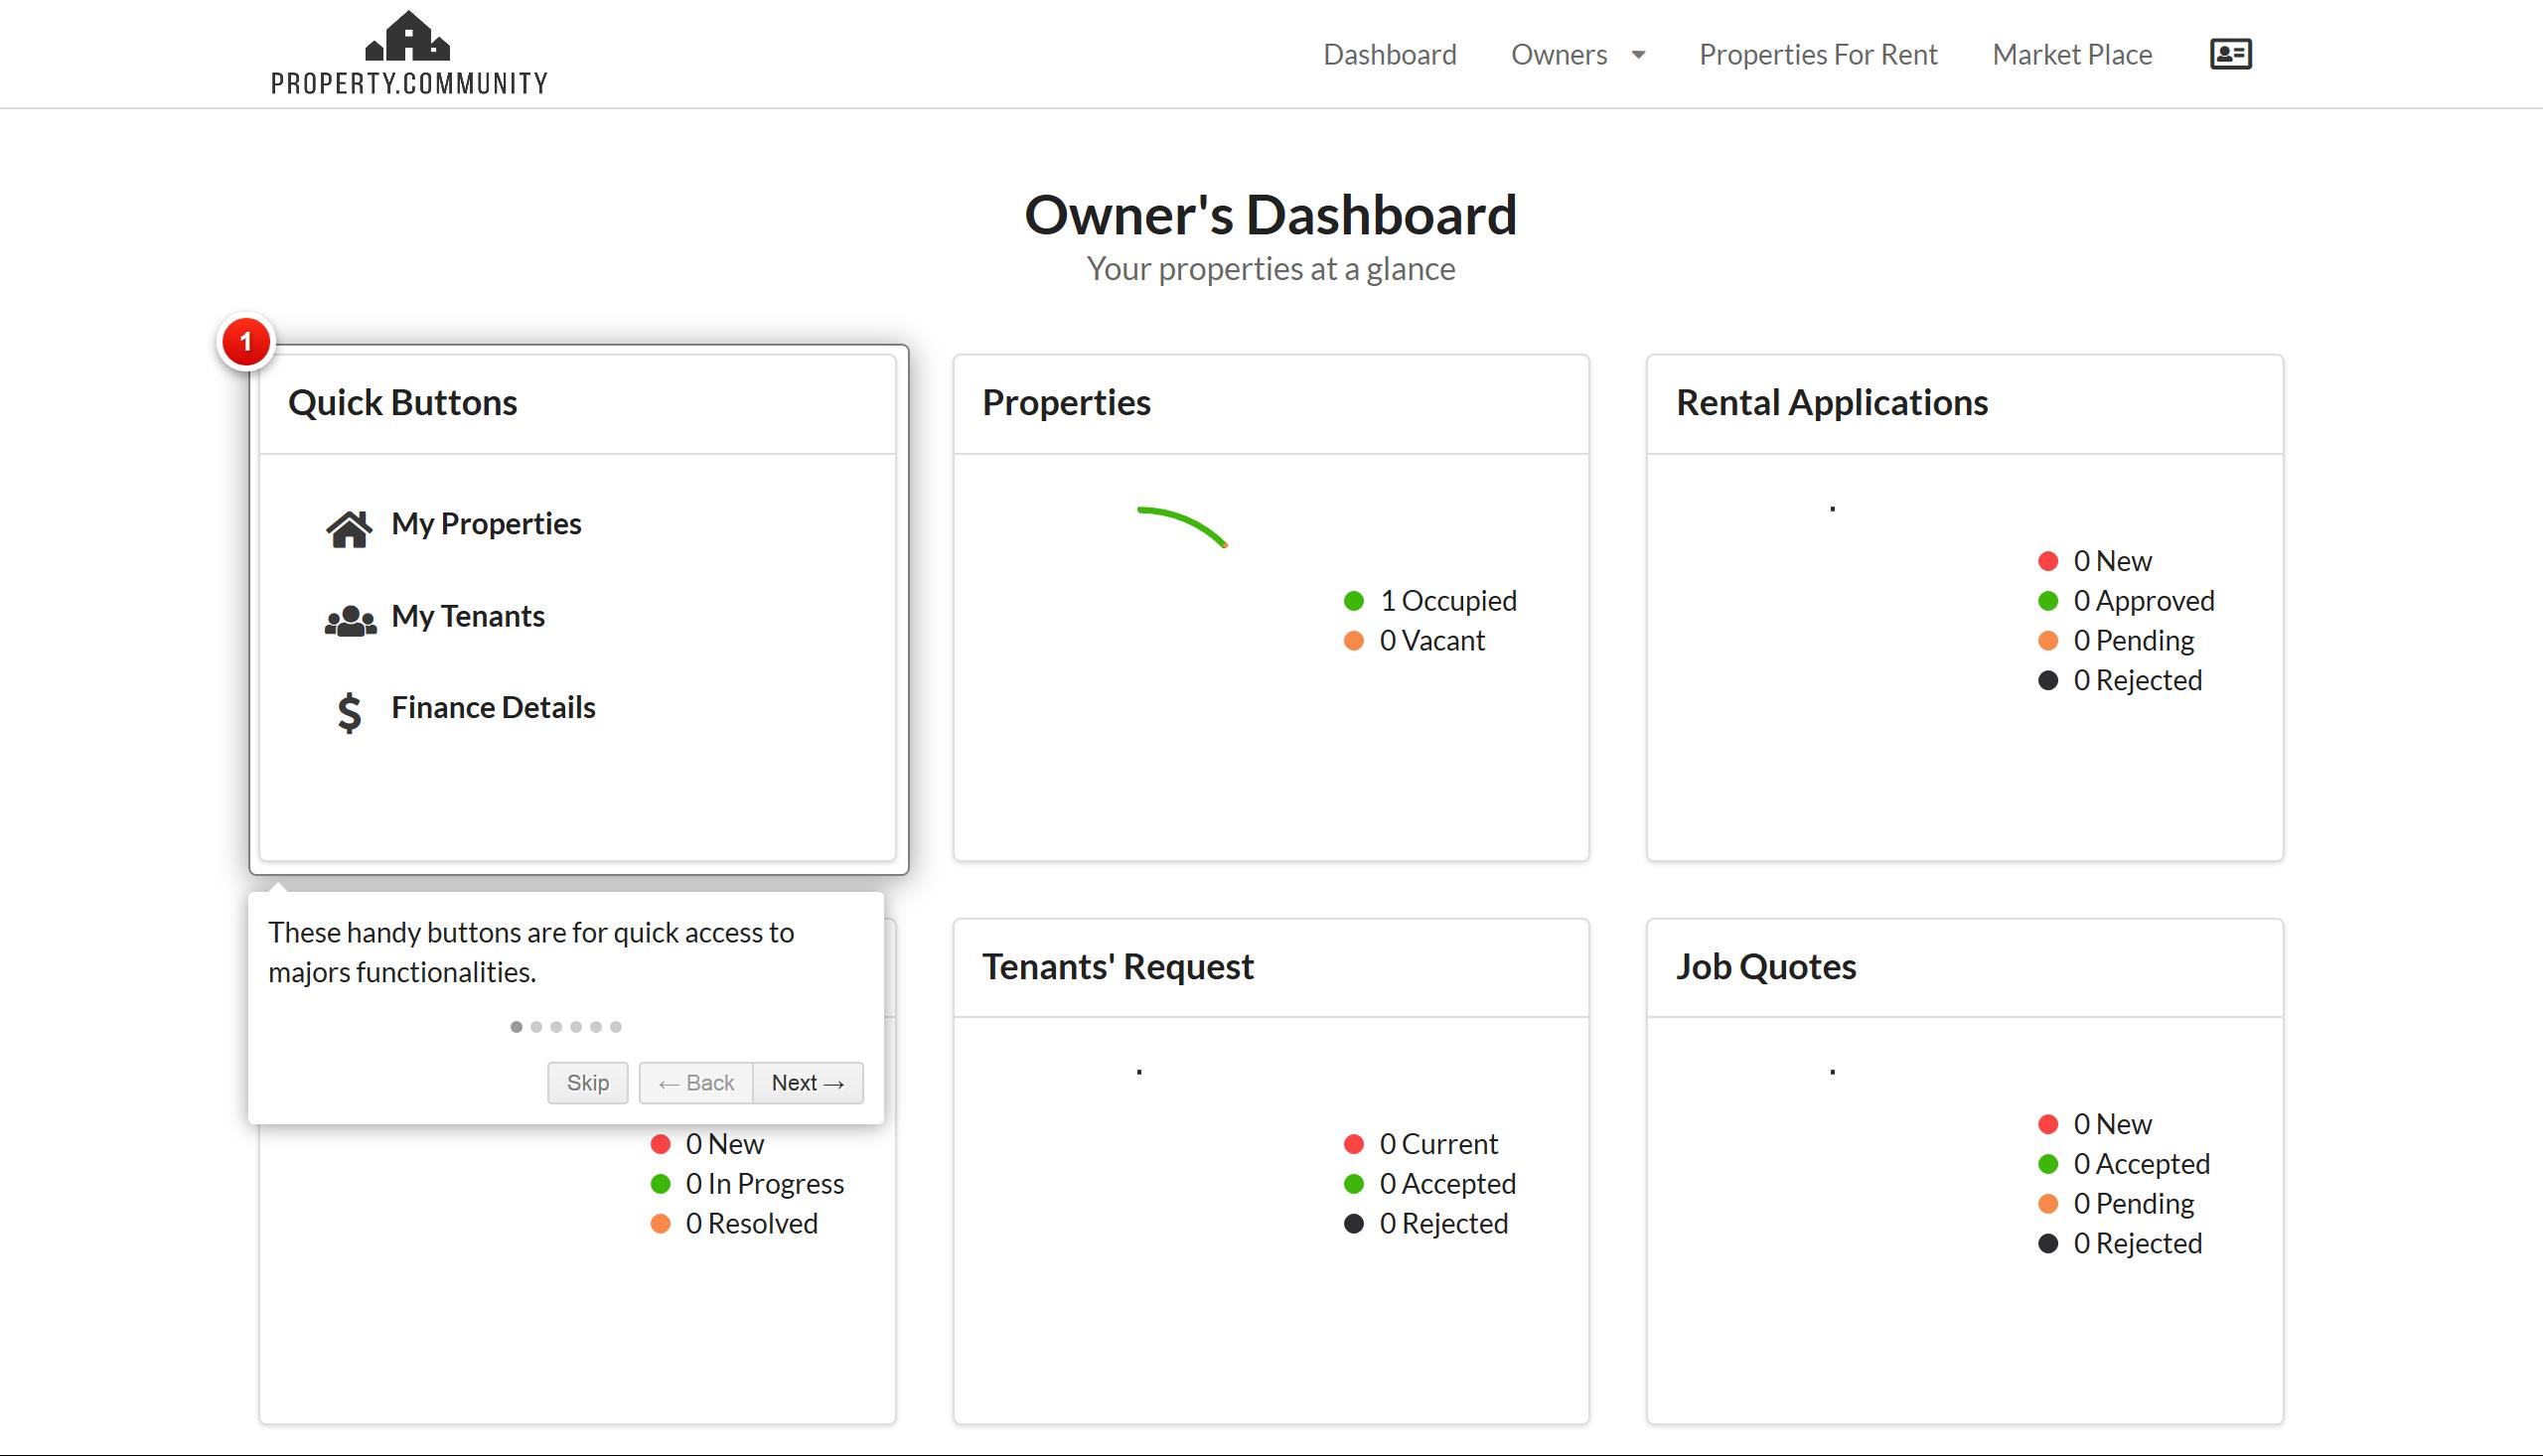 PROPERTY.COMMUNITY
Dashboard
Owners
Properties For Rent
Market Place
Owner's Dashboard
Your properties at a glance
1
Quick Buttons
My Properties
My Tenants
Finance Details
Properties
1 Occupied
0 Vacant
Rental Applications
0 New
0 Approved
0 Pending
0 Rejected
These handy buttons are for quick access to
majors functionalities.
Skip
← Back
Next →
0 New
0 In Progress
0 Resolved
Tenants' Request
0 Current
0 Accepted
0 Rejected
Job Quotes
0 New
0 Accepted
0 Pending
0 Rejected